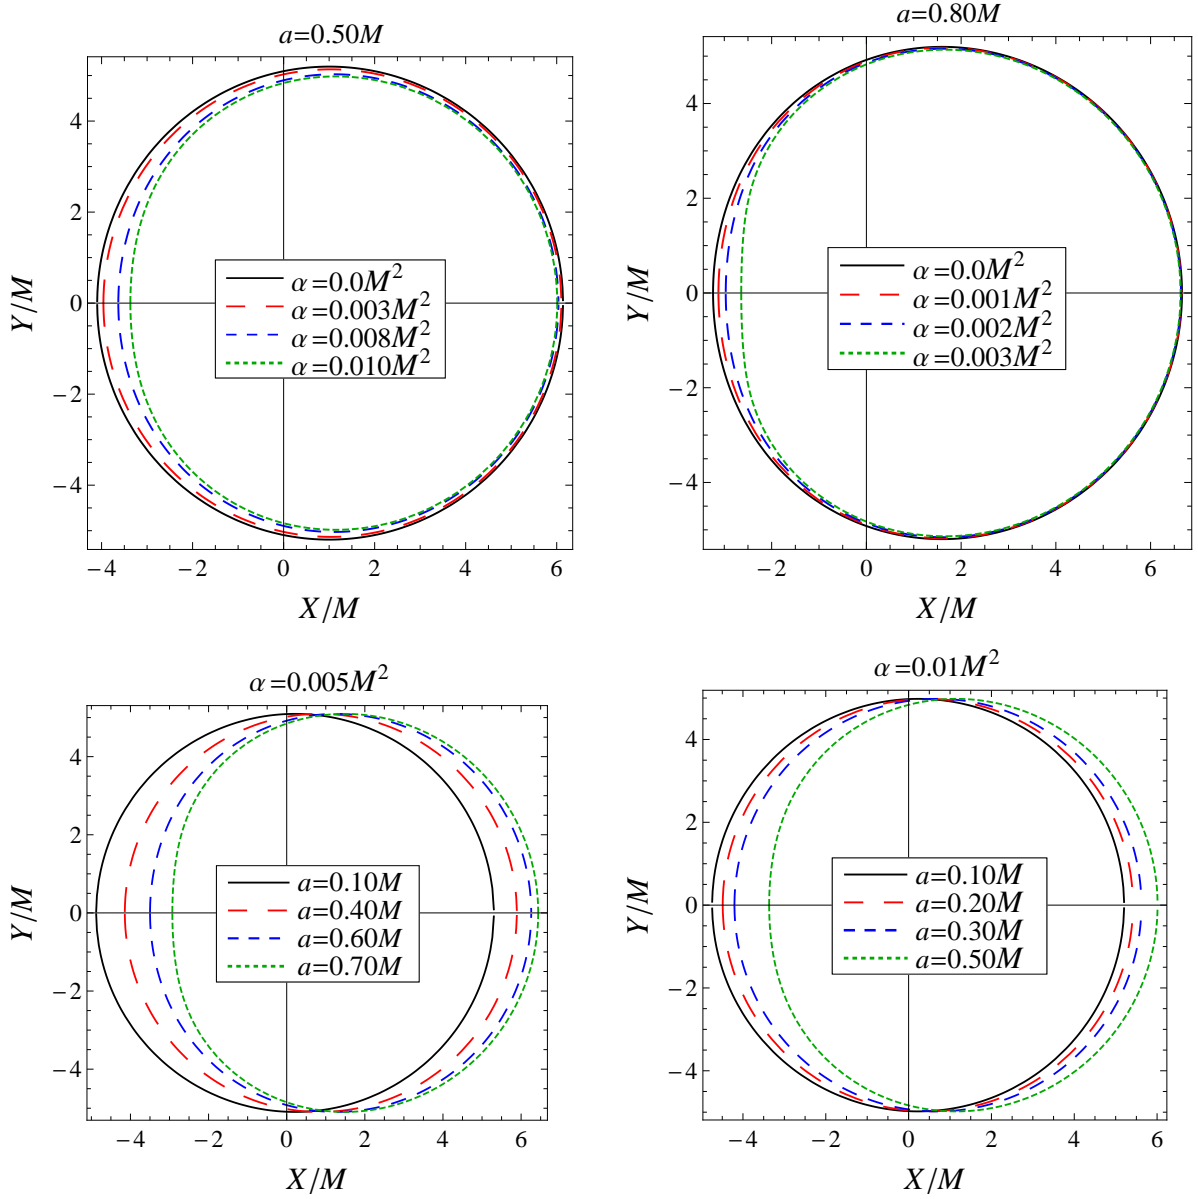 a=0.50M
Y/M
4
2
0
−2
−4
α=0.0M²
α=0.003M²
α=0.008M²
α=0.010M²
−4 −2 0 2 4 6
X/M
a=0.80M
Y/M
4
2
0
−2
−4
α=0.0M²
α=0.001M²
α=0.002M²
α=0.003M²
−2 0 2 4 6
X/M
α=0.005M²
Y/M
4
2
0
−2
−4
a=0.10M
a=0.40M
a=0.60M
a=0.70M
−4 −2 0 2 4 6
X/M
α=0.01M²
Y/M
4
2
0
−2
−4
a=0.10M
a=0.20M
a=0.30M
a=0.50M
−4 −2 0 2 4 6
X/M